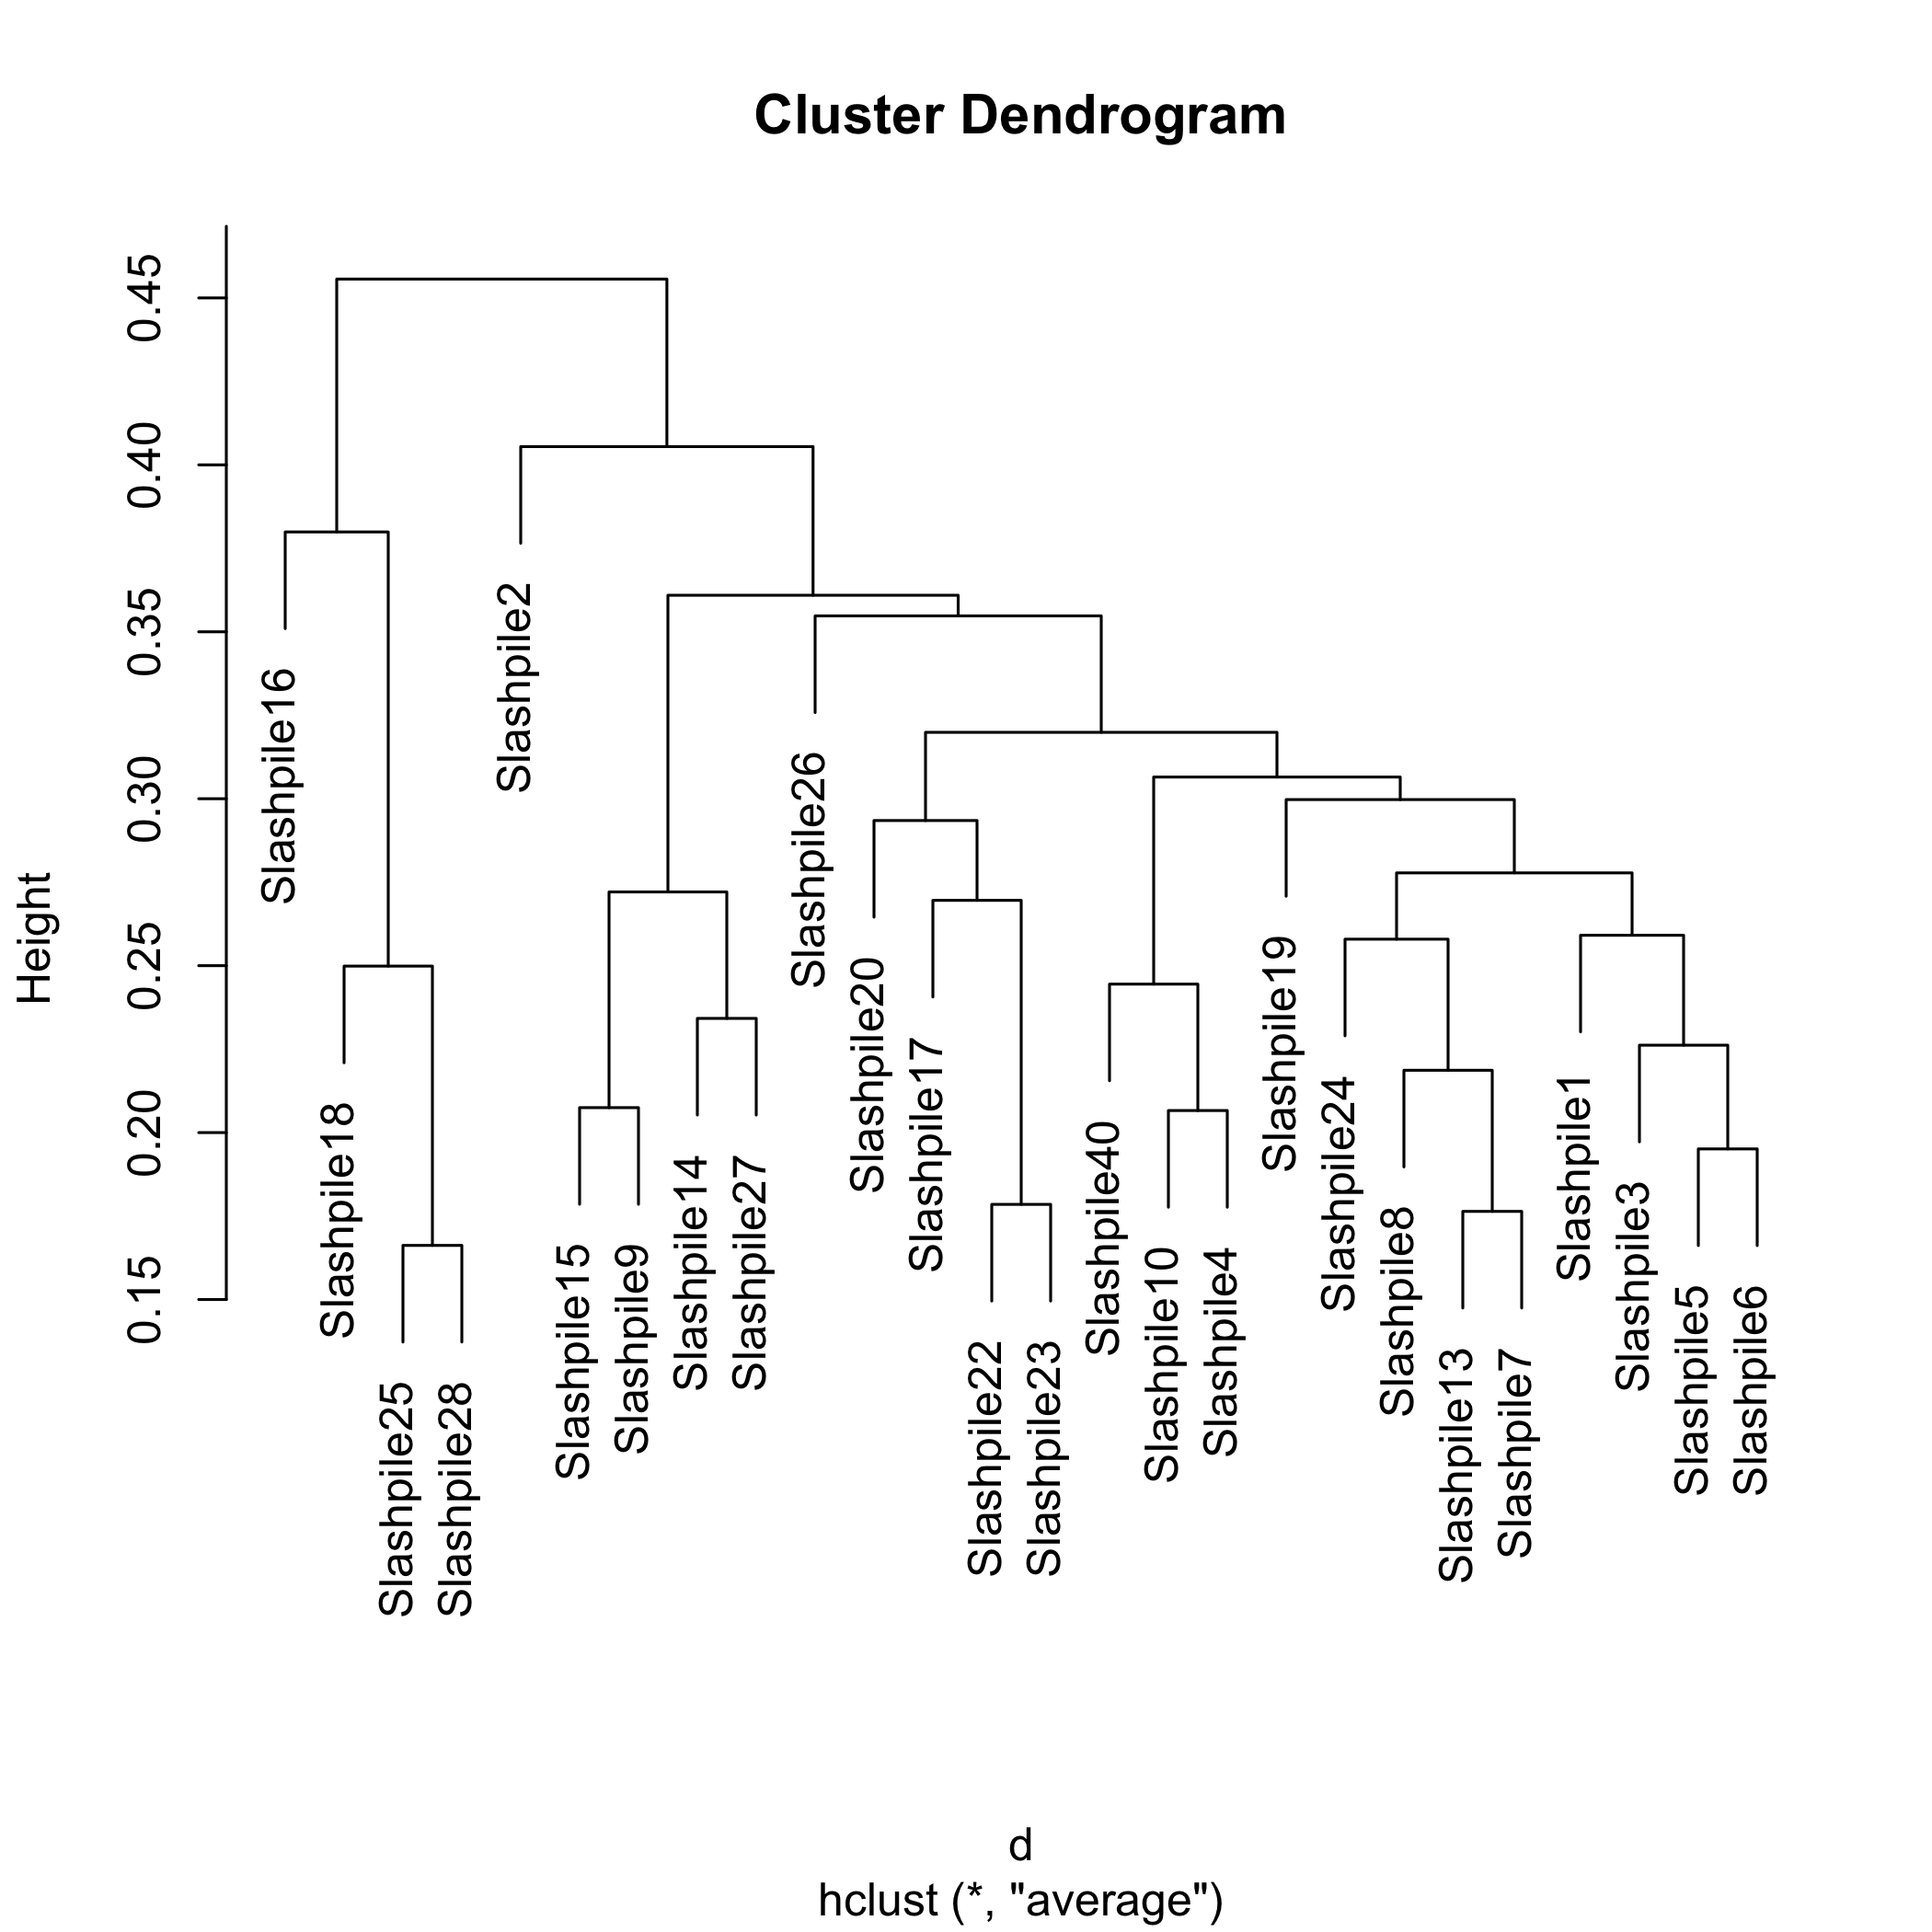 Cluster Dendrogram
Height
0.45
0.40
0.35
0.30
0.25
0.20
0.15
Slashpile16
Slashpile18
Slashpile25
Slashpile28
Slashpile2
Slashpile15
Slashpile9
Slashpile14
Slashpile27
Slashpile26
Slashpile20
Slashpile17
Slashpile22
Slashpile23
Slashpile40
Slashpile10
Slashpile4
Slashpile19
Slashpile24
Slashpile8
Slashpile13
Slashpile7
Slashpile1
Slashpile3
Slashpile5
Slashpile6
d
hclust (*, "average")